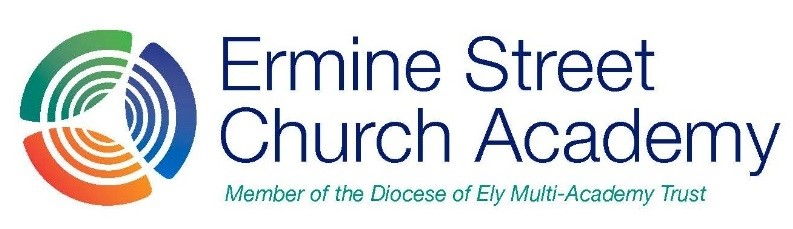 Ermine Street
Church Academy
Member of the Diocese of Ely Multi-Academy Trust